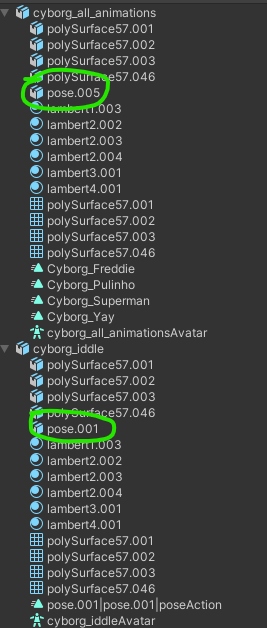 cyborg_all_animations
polySurface57.001
polySurface57.002
polySurface57.003
polySurface57.046
pose.005
lambert1.003
lambert2.002
lambert2.003
lambert2.004
lambert3.001
lambert4.001
polySurface57.001
polySurface57.002
polySurface57.003
polySurface57.046
Cyborg_Freddie
Cyborg_Pulinho
Cyborg_Superman
Cyborg_Yay
cyborg_all_animationsAvatar
cyborg_iddle
polySurface57.001
polySurface57.002
polySurface57.003
polySurface57.046
pose.001
lambert1.003
lambert2.002
lambert2.003
lambert2.004
lambert3.001
lambert4.001
polySurface57.001
polySurface57.002
polySurface57.003
polySurface57.046
pose.001|pose.001|poseAction
cyborg_iddleAvatar